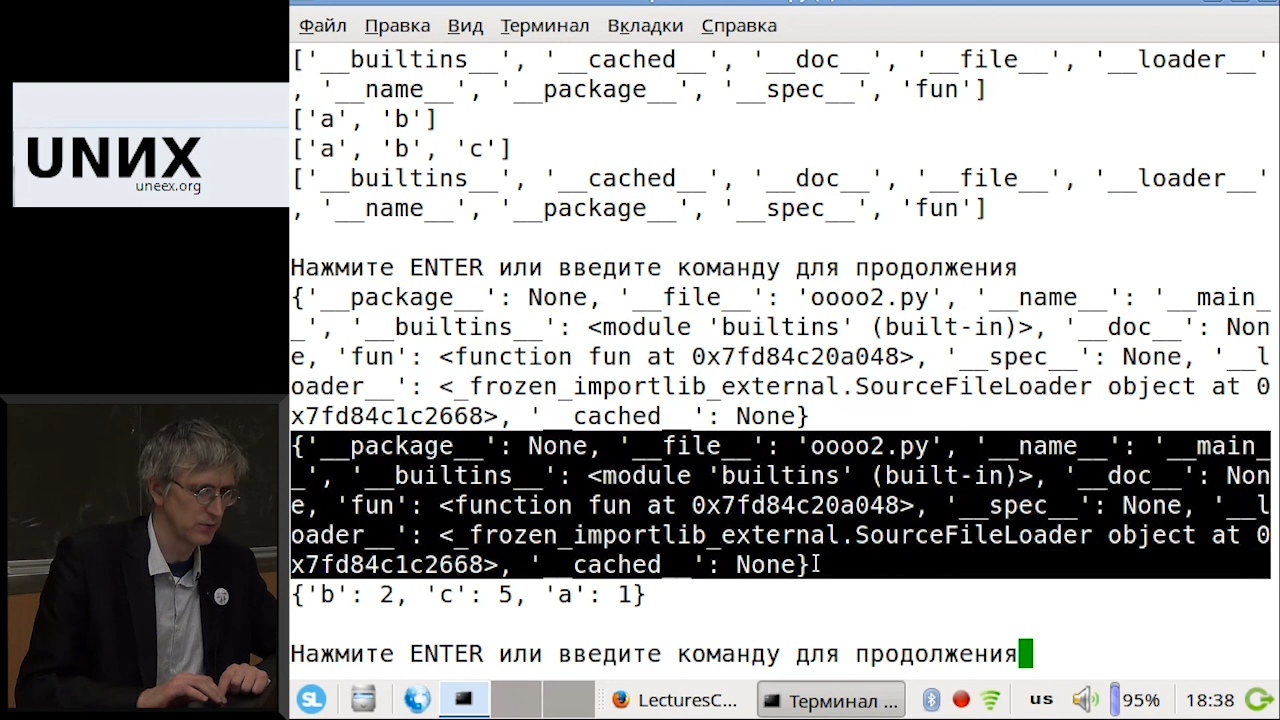 UNИX
uneex.org
Файл Правка Вид Терминал Вкладки Справка
['__builtins__', '__cached__', '__doc__', '__file__', '__loader__'
, '__name__', '__package__', '__spec__', 'fun']
['a', 'b']
['a', 'b', 'c']
['__builtins__', '__cached__', '__doc__', '__file__', '__loader__'
, '__name__', '__package__', '__spec__', 'fun']
Нажмите ENTER или введите команду для продолжения
{'__package__': None, '__file__': 'oooo2.py', '__name__': '__main_
_', '__builtins__': <module 'builtins' (built-in)>, '__doc__': Non
e, 'fun': <function fun at 0x7fd84c20a048>, '__spec__': None, '__l
oader__': <_frozen_importlib_external.SourceFileLoader object at 0
x7fd84c1c2668>, '__cached__': None}
{'__package__': None, '__file__': 'oooo2.py', '__name__': '__main_
_', '__builtins__': <module 'builtins' (built-in)>, '__doc__': Non
e, 'fun': <function fun at 0x7fd84c20a048>, '__spec__': None, '__l
oader__': <_frozen_importlib_external.SourceFileLoader object at 0
x7fd84c1c2668>, '__cached__': None}
{'b': 2, 'c': 5, 'a': 1}
Нажмите ENTER или введите команду для продолжения
SL LecturesC... Терминал ... us 95% 18:38